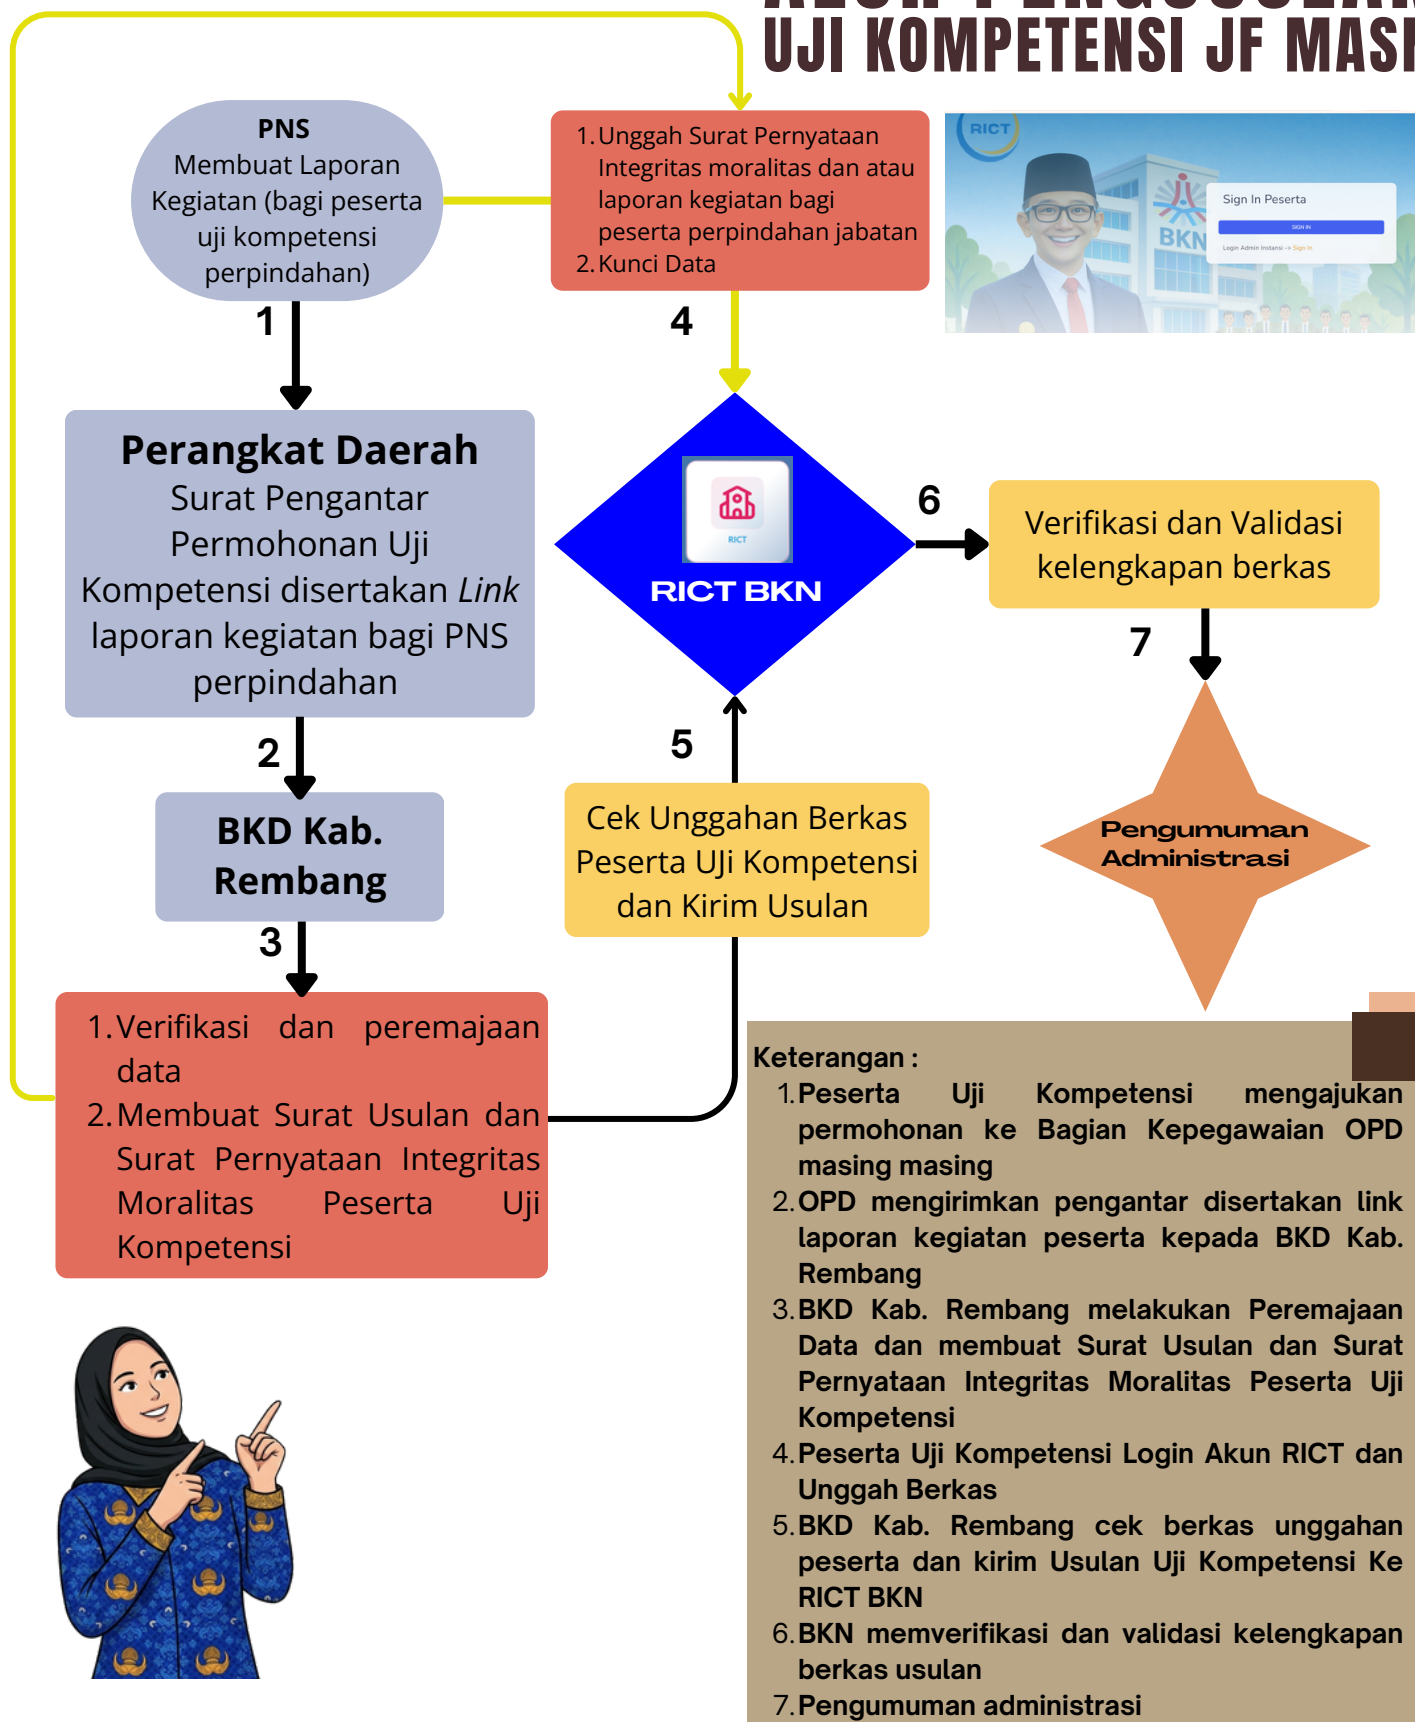 UJI KOMPETENSI JF
PNS
Membuat Laporan
Kegiatan (bagi peserta
uji kompetensi
perpindahan)
1
1. Unggah Surat Pernyataan
Integritas moralitas dan atau
laporan kegiatan bagi
peserta perpindahan jabatan
2. Kunci Data
4
RICT
BKN
Sign In Peserta
SIGN IN
Login Admin Instansi -> Sign In
Perangkat Daerah
Surat Pengantar
Permohonan Uji
Kompetensi disertakan Link
laporan kegiatan bagi PNS
perpindahan
2
RICT
RICT BKN
6
Verifikasi dan Validasi
kelengkapan berkas
7
BKD Kab.
Rembang
3
5
Cek Unggahan Berkas
Peserta UJi Kompetensi
dan Kirim Usulan
Pengumuman
Administrasi
1. Verifikasi dan peremajaan
data
2. Membuat Surat Usulan dan
Surat Pernyataan Integritas
Moralitas Peserta Uji
Kompetensi
Keterangan :
1. Peserta Uji Kompetensi mengajukan
permohonan ke Bagian Kepegawaian OPD
masing masing
2. OPD mengirimkan pengantar disertakan link
laporan kegiatan peserta kepada BKD Kab.
Rembang
3. BKD Kab. Rembang melakukan Peremajaan
Data dan membuat Surat Usulan dan Surat
Pernyataan Integritas Moralitas Peserta Uji
Kompetensi
4. Peserta Uji Kompetensi Login Akun RICT dan
Unggah Berkas
5. BKD Kab. Rembang cek berkas unggahan
peserta dan kirim Usulan Uji Kompetensi Ke
RICT BKN
6. BKN memverifikasi dan validasi kelengkapan
berkas usulan
7. Pengumuman administrasi